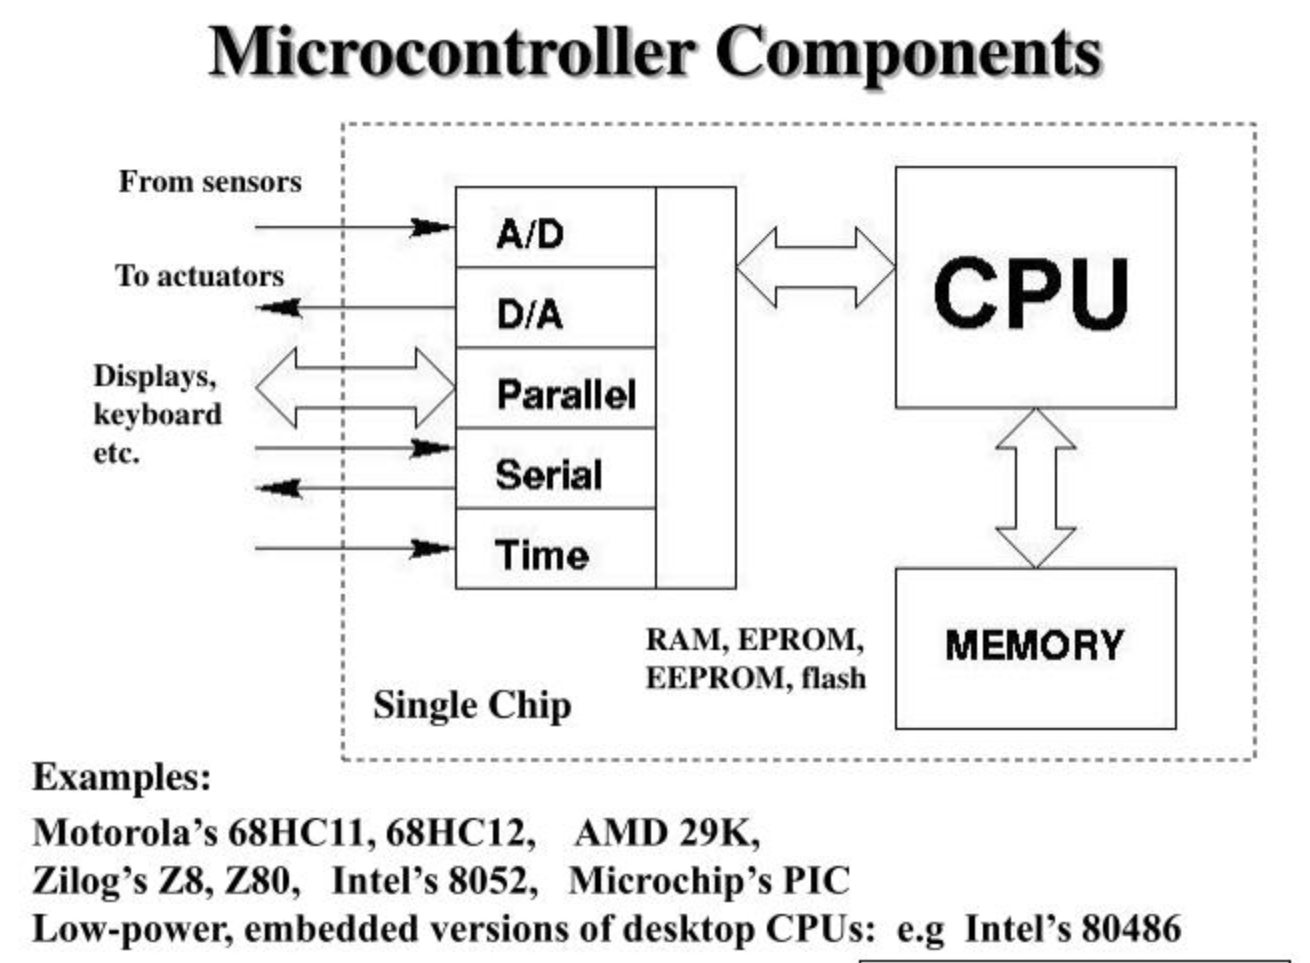 Microcontroller Components
From sensors
A/D
To actuators
D/A
CPU
Displays,
keyboard
etc.
Parallel
Serial
Time
RAM, EPROM,
EEPROM, flash
MEMORY
Single Chip
Examples:
Motorola's 68HC11, 68HC12, AMD 29K,
Zilog's Z8, Z80, Intel's 8052, Microchip's PIC
Low-power, embedded versions of desktop CPUs: e.g Intel's 80486